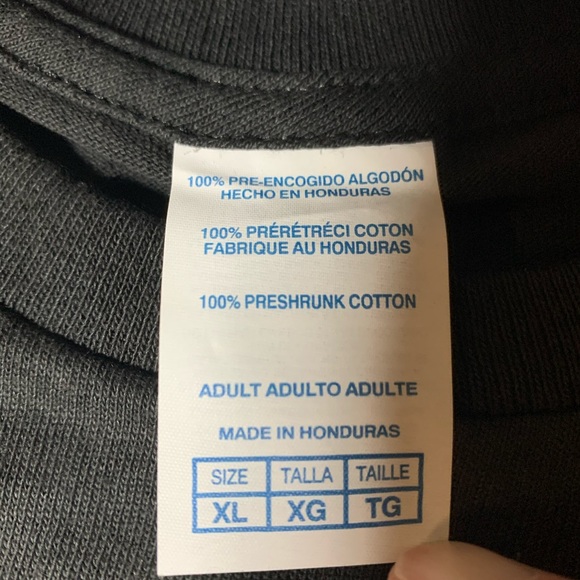 100% PRE-ENCOGIDO ALGODÓN
HECHO EN HONDURAS
100% PRÉRÉTRÉCI COTON
FABRIQUE AU HONDURAS
100% PRESHRUNK COTTON
ADULT ADULTO ADULTE
MADE IN HONDURAS
SIZE TALLA TAILLE
XL XG TG